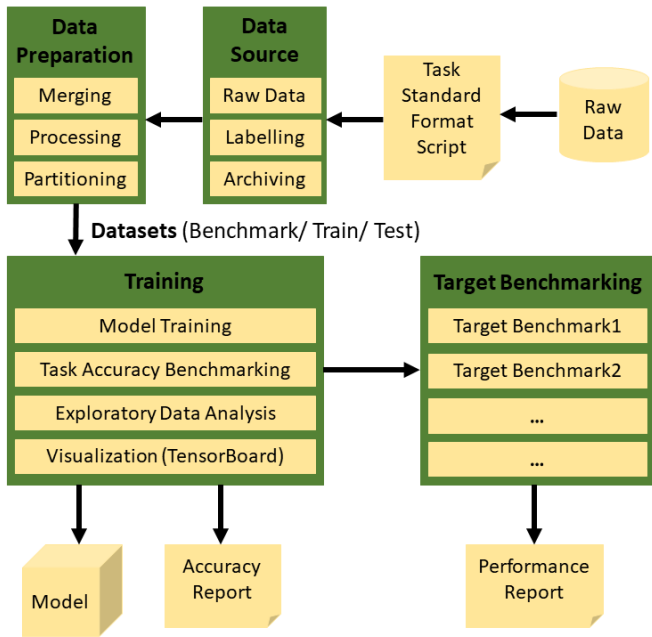 Data
Preparation
Merging
Processing
Partitioning
Data
Source
Raw Data
Labelling
Archiving
Task
Standard
Format
Script
Raw
Data
Datasets (Benchmark/ Train/ Test)
Training
Model Training
Task Accuracy Benchmarking
Exploratory Data Analysis
Visualization (TensorBoard)
Target Benchmarking
Target Benchmark1
Target Benchmark2
...
...
Model
Accuracy
Report
Performance
Report